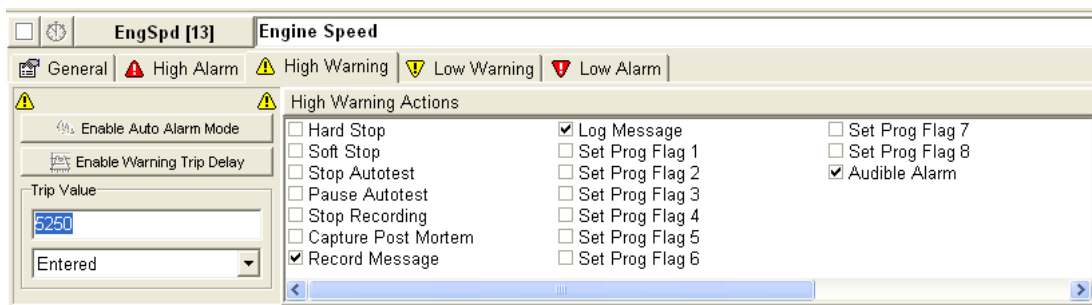 EngSpd [13] Engine Speed
General High Alarm High Warning Low Warning Low Alarm
High Warning Actions
Enable Auto Alarm Mode
Enable Warning Trip Delay
Trip Value
5250
Entered
Hard Stop
Soft Stop
Stop Autotest
Pause Autotest
Stop Recording
Capture Post Mortem
Record Message
Log Message
Set Prog Flag 1
Set Prog Flag 2
Set Prog Flag 3
Set Prog Flag 4
Set Prog Flag 5
Set Prog Flag 6
Set Prog Flag 7
Set Prog Flag 8
Audible Alarm